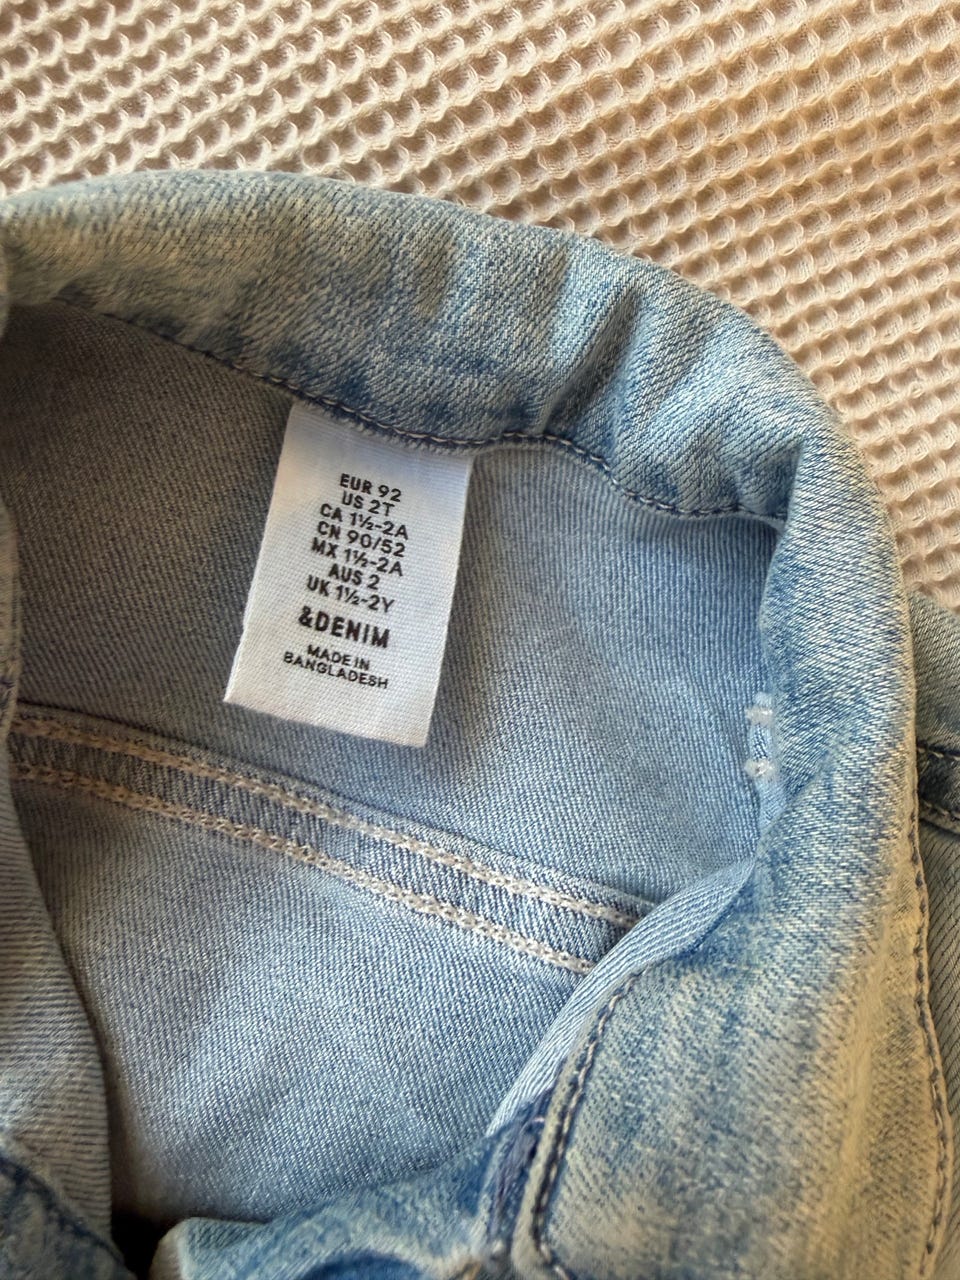 EUR 92
US 2T
CA 1½-2A
CN 90/52
MX 1½-2A
AUS 2
UK 1½-2Y
&DENIM
MADE IN
BANGLADESH